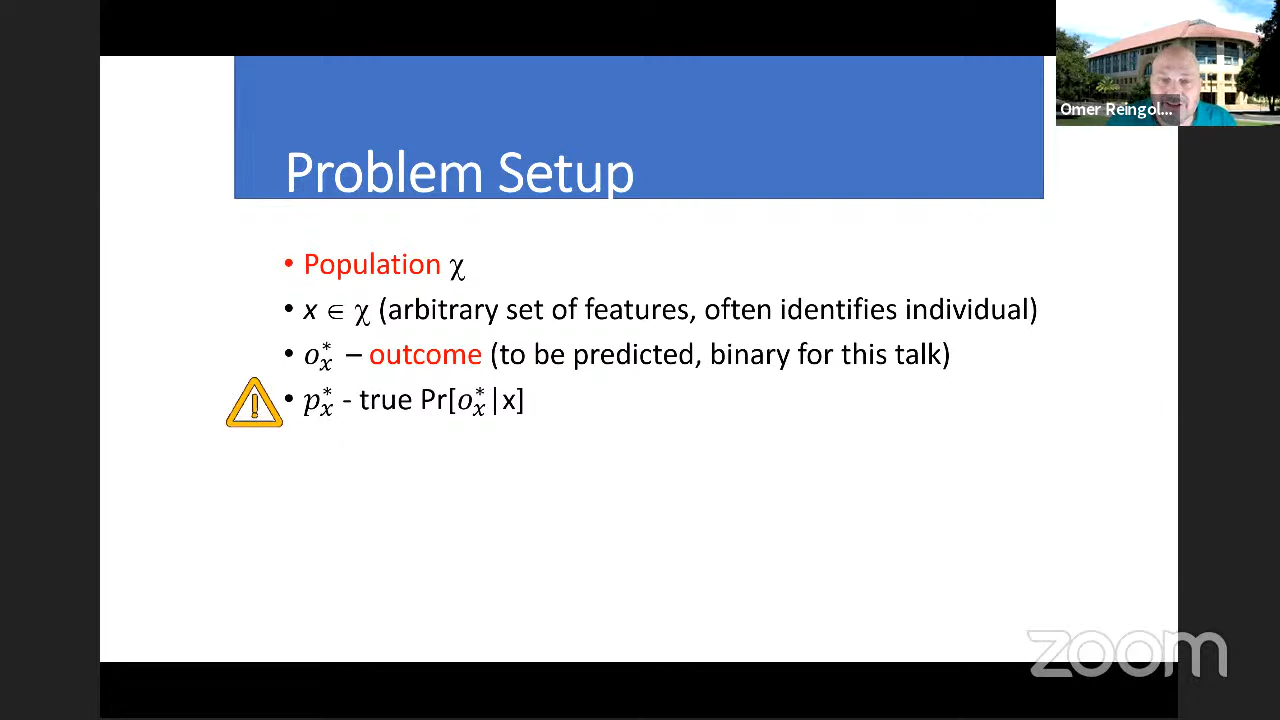 Omer Reingol...
Problem Setup
• Population χ
• x ∈ χ (arbitrary set of features, often identifies individual)
• o*ₓ – outcome (to be predicted, binary for this talk)
• p*ₓ - true Pr[o*ₓ|x]
zoom